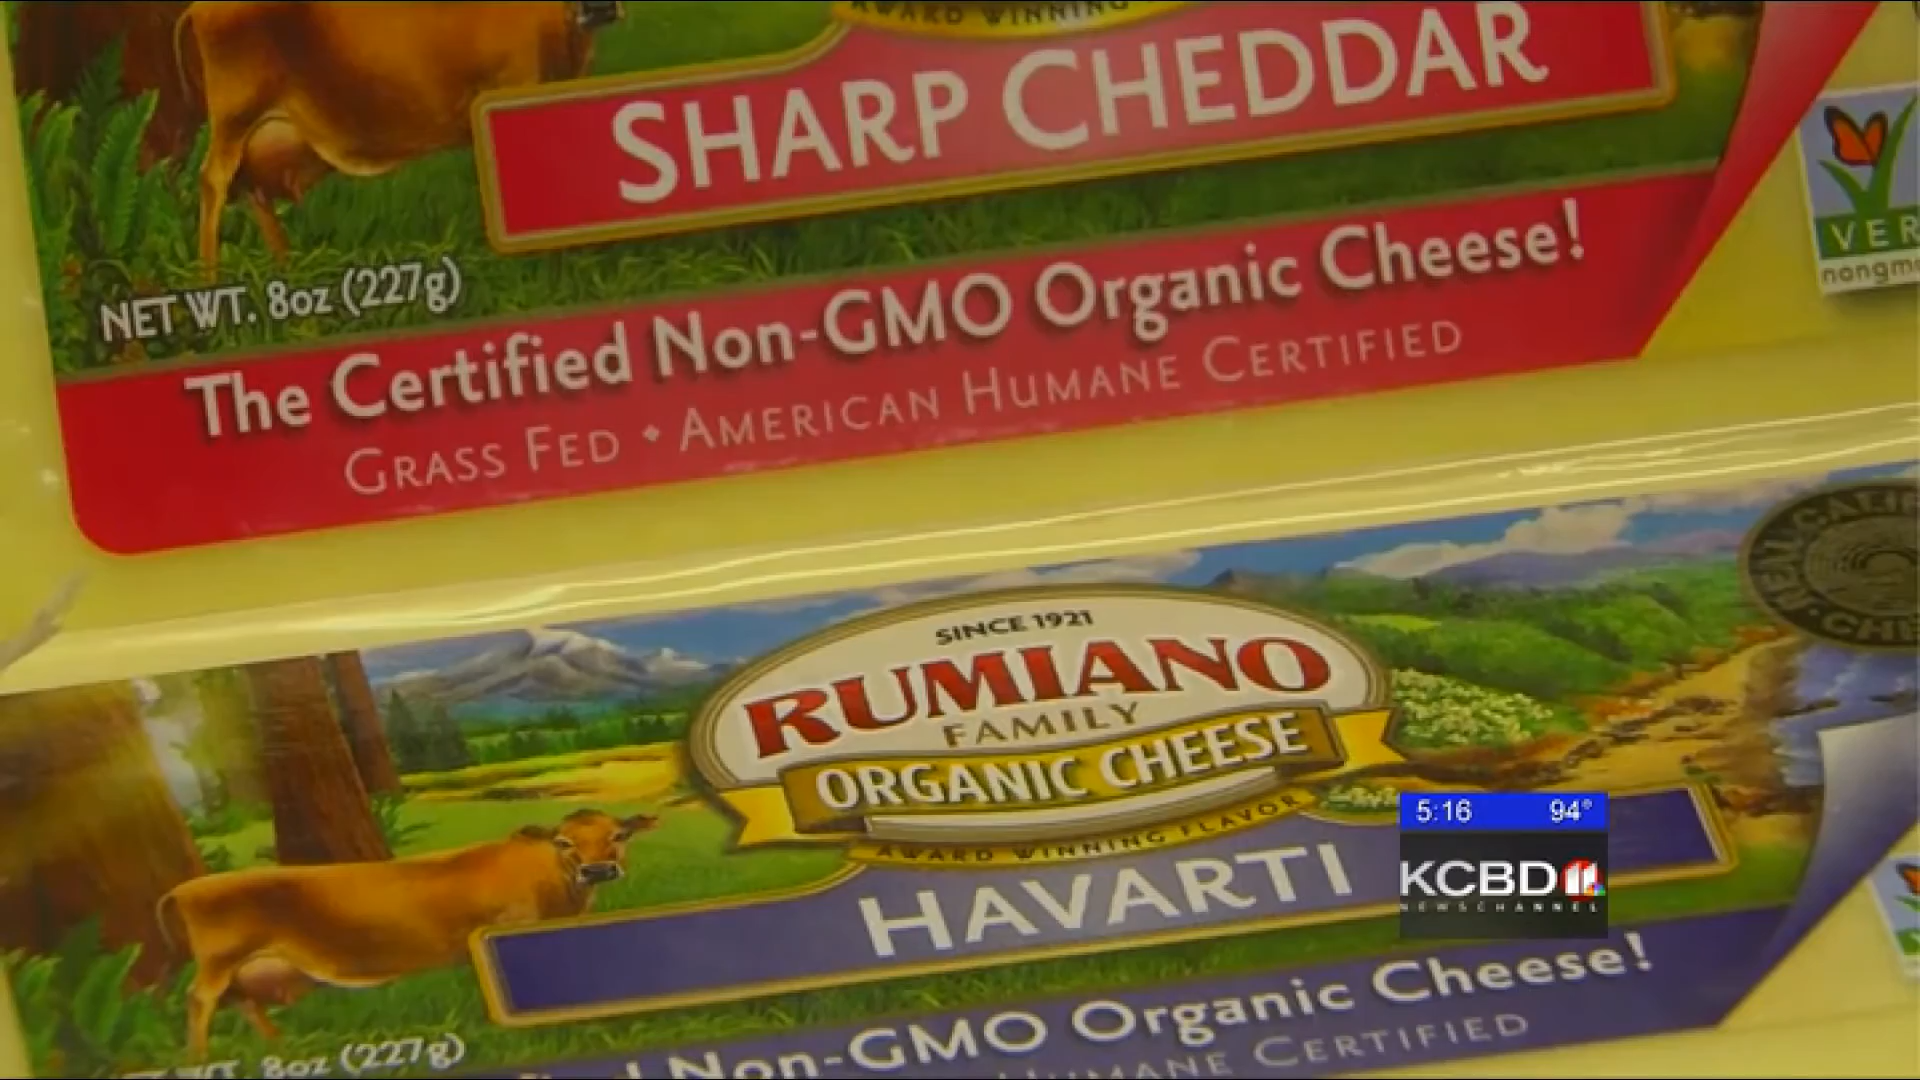 AWARD WINNING
SHARP CHEDDAR
NET WT. 8oz (227g)
The Certified Non-GMO Organic Cheese!
GRASS FED • AMERICAN HUMANE CERTIFIED
VER
nongm
SINCE 1921
RUMIANO
FAMILY
ORGANIC CHEESE
AWARD WINNING FLAVOR
HAVARTI
Non-GMO Organic Cheese!
HUMANE CERTIFIED
8oz (227g)
5:16 94°
KCBD 11
NEWSCHANNEL